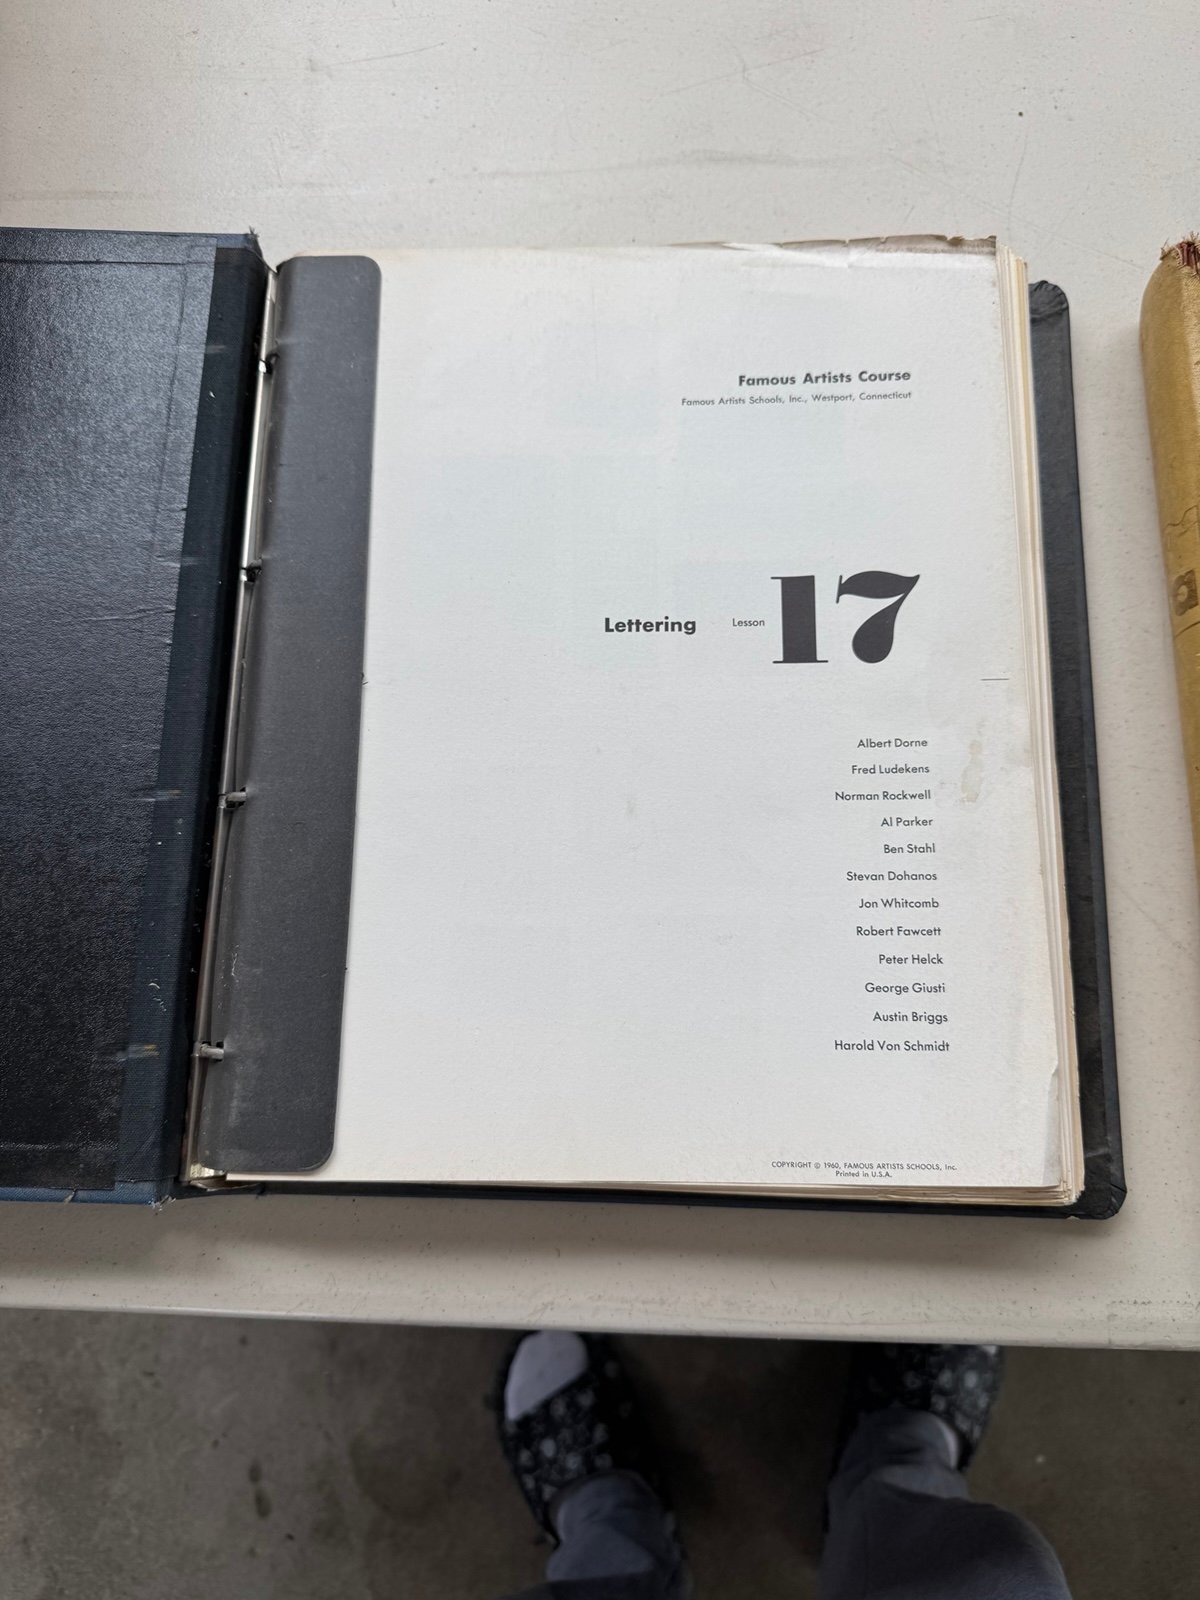 Famous Artists Course
Famous Artists Schools, Inc., Westport, Connecticut
Lettering Lesson 17
Albert Dorne
Fred Ludekens
Norman Rockwell
Al Parker
Ben Stahl
Stevan Dohanos
Jon Whitcomb
Robert Fawcett
Peter Helck
George Giusti
Austin Briggs
Harold Von Schmidt
COPYRIGHT © 1960, FAMOUS ARTISTS SCHOOLS, Inc.
Printed in U.S.A.